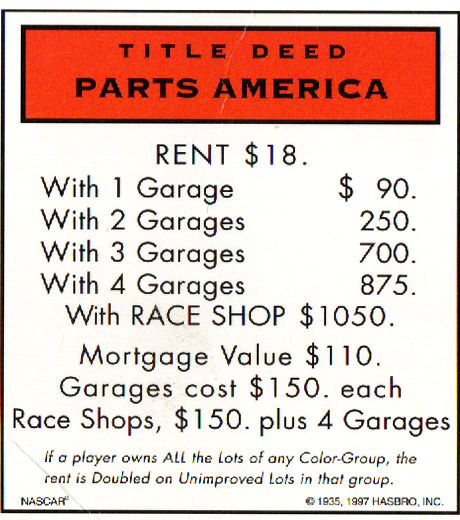 TITLE DEED
PARTS AMERICA
RENT $18.
With 1 Garage $ 90.
With 2 Garages 250.
With 3 Garages 700.
With 4 Garages 875.
With RACE SHOP $1050.
Mortgage Value $110.
Garages cost $150. each
Race Shops, $150. plus 4 Garages
If a player owns ALL the Lots of any Color-Group, the
rent is Doubled on Unimproved Lots in that group.
NASCAR® © 1935, 1997 HASBRO, INC.